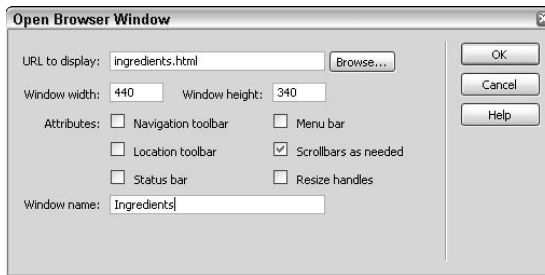 Open Browser Window
URL to display: ingredients.html Browse... OK
Window width: 440 Window height: 340 Cancel
Attributes: Navigation toolbar Menu bar Help
Location toolbar Scrollbars as needed
Status bar Resize handles
Window name: Ingredients